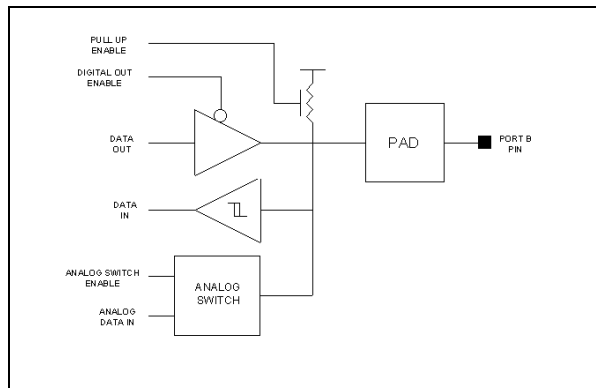 PULL UP
ENABLE
DIGITAL OUT
ENABLE
DATA
OUT
PAD
PORT B
PIN
DATA
IN
ANALOG SWITCH
ENABLE
ANALOG
SWITCH
ANALOG
DATA IN